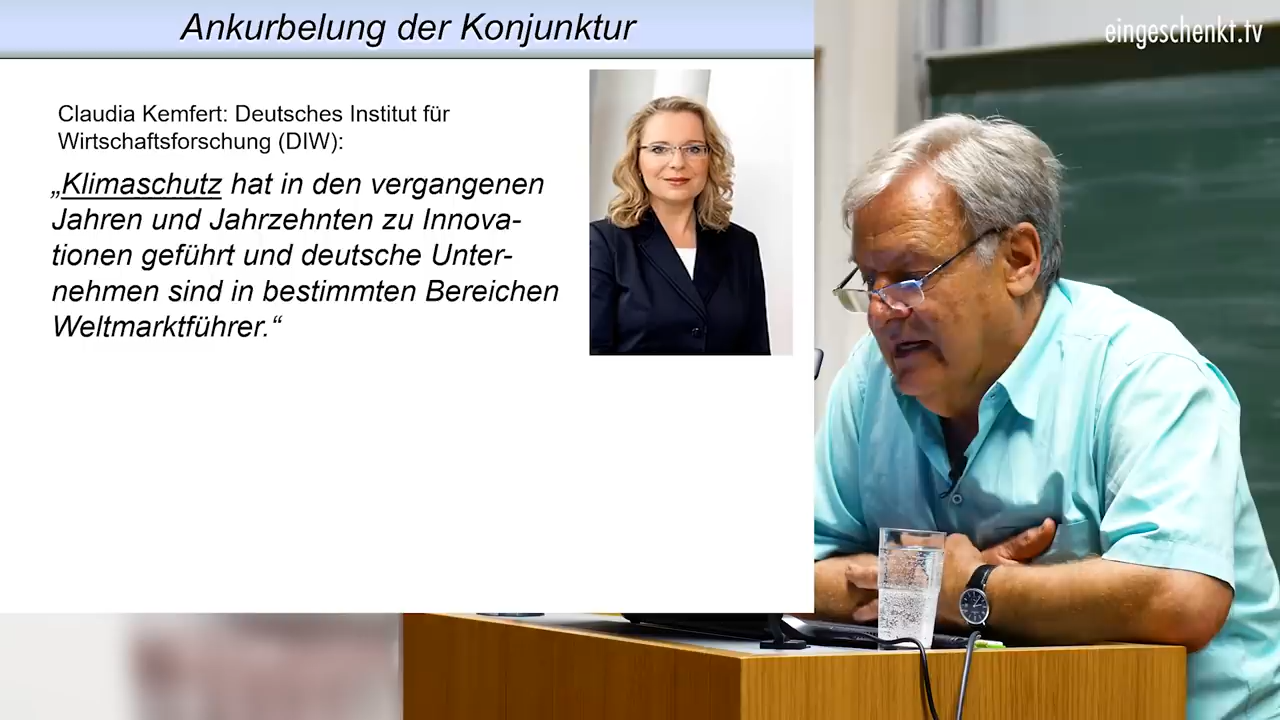 Ankurbelung der Konjunktur
eingeschenkt.tv
Claudia Kemfert: Deutsches Institut für
Wirtschaftsforschung (DIW):
„Klimaschutz hat in den vergangenen
Jahren und Jahrzehnten zu Innova-
tionen geführt und deutsche Unter-
nehmen sind in bestimmten Bereichen
Weltmarktführer.“